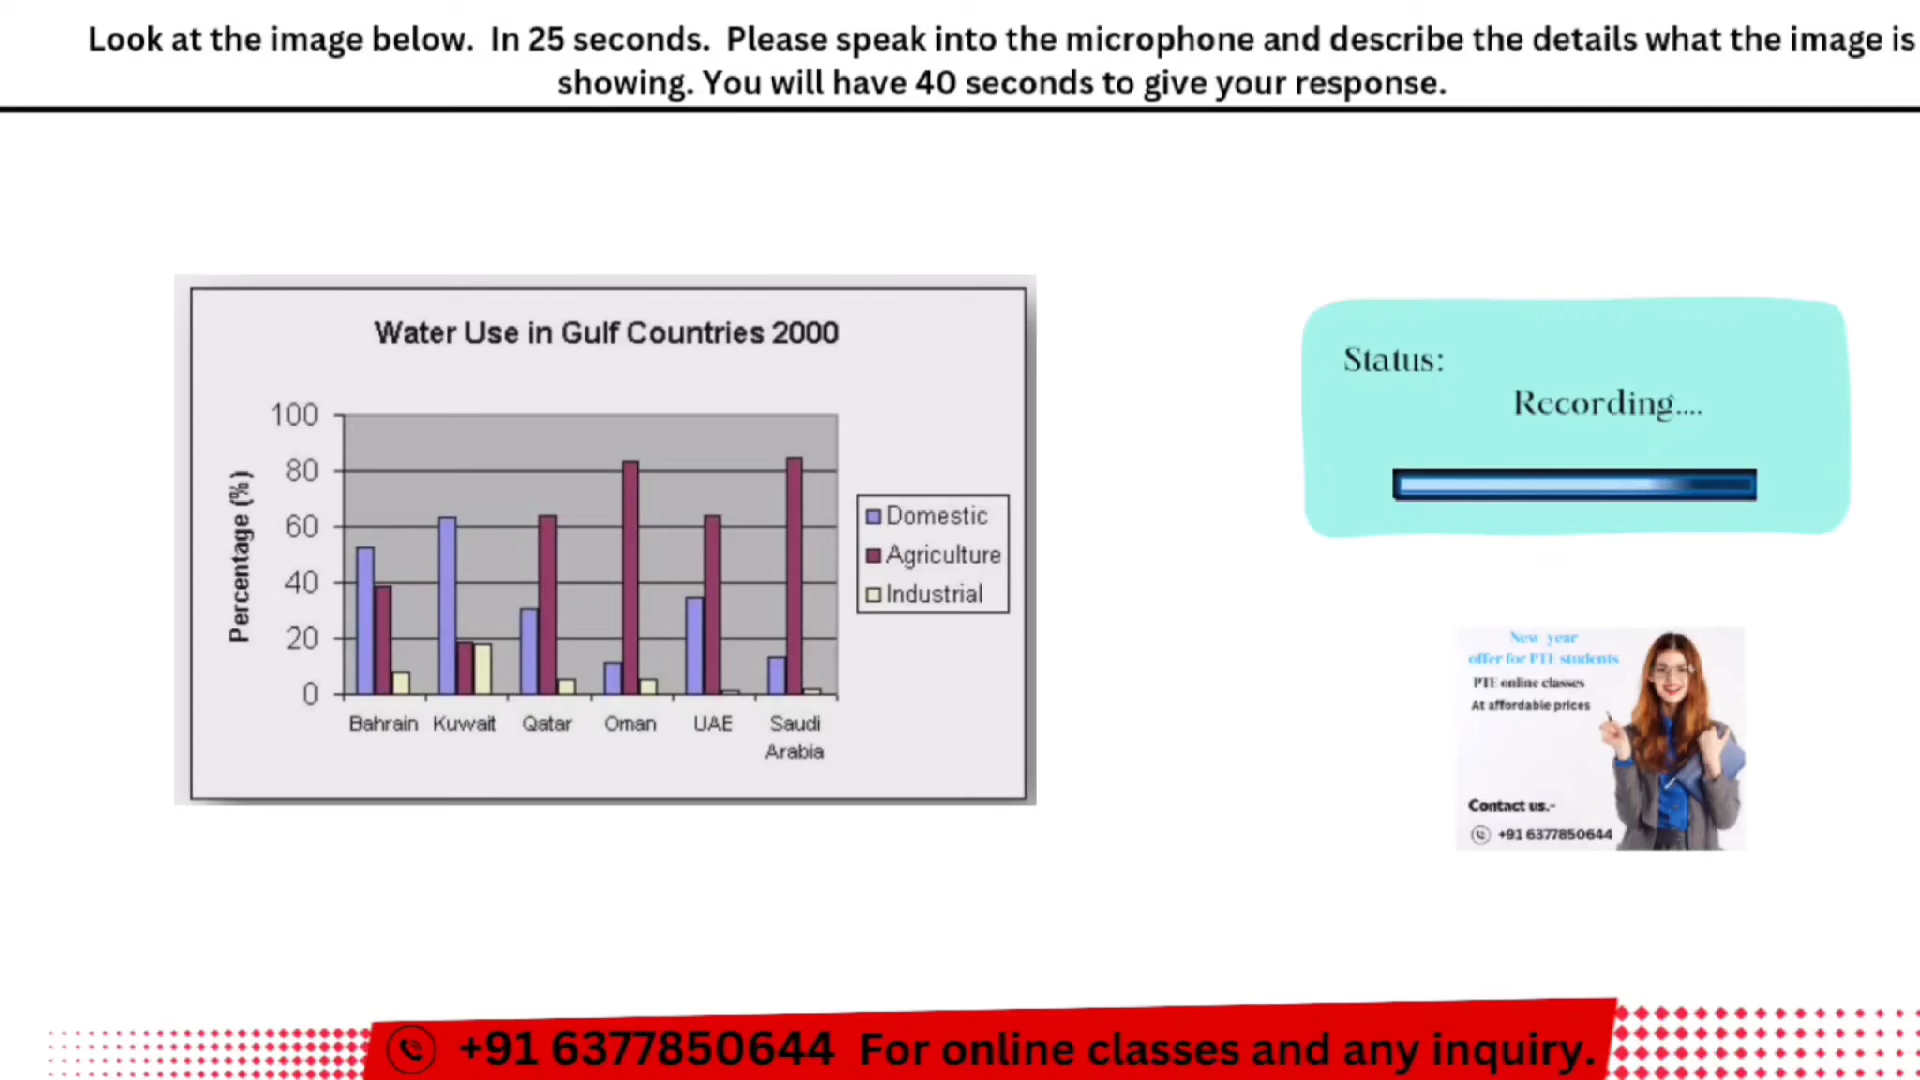 Look at the image below. In 25 seconds. Please speak into the microphone and describe the details what the image is
showing. You will have 40 seconds to give your response.
Water Use in Gulf Countries 2000
Percentage (%)
100
80
60
40
20
0
Bahrain Kuwait Qatar Oman UAE Saudi
Arabia
Domestic
Agriculture
Industrial
Status:
Recording....
New year
offer for PTE students
PTE online classes
At affordable prices
Contact us.-
+91 6377850644
+91 6377850644 For online classes and any inquiry.